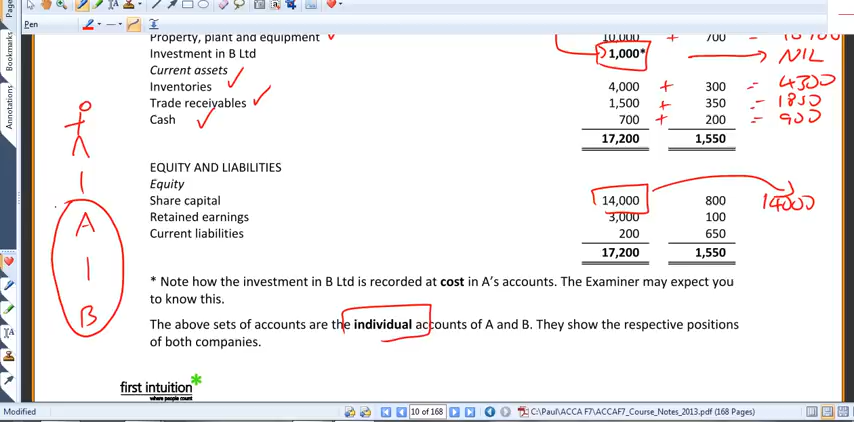 Pages
Pen
Bookmarks
Property, plant and equipment 10,000 + 700 = 10700
Investment in B Ltd 1,000* NIL
Current assets
Inventories 4,000 + 300 = 4300
Trade receivables 1,500 + 350 = 1850
Cash 700 + 200 = 900
17,200 1,550
Annotations
EQUITY AND LIABILITIES
Equity
Share capital 14,000 800 14000
Retained earnings 3,000 100
Current liabilities 200 650
17,200 1,550
A
B
* Note how the investment in B Ltd is recorded at cost in A's accounts. The Examiner may expect you
to know this.
The above sets of accounts are the individual accounts of A and B. They show the respective positions
of both companies.
first intuition*
where people count
Modified 10 of 168 C:\Paul\ACCA F7\ACCAF7_Course_Notes_2013.pdf (168 Pages)